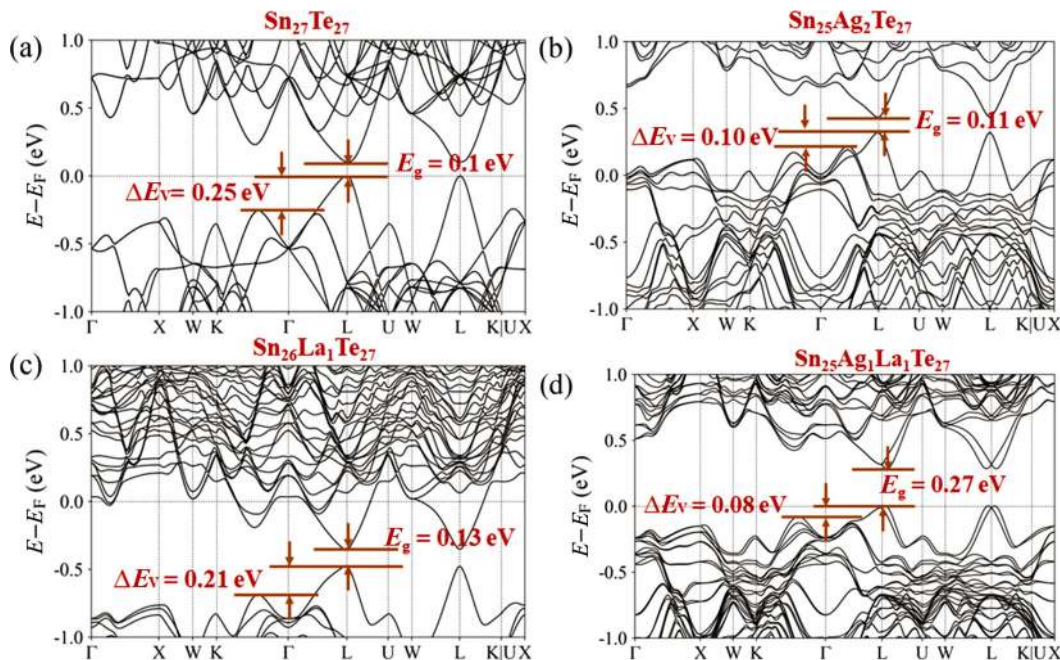 (a)
Sn27Te27
E−EF (eV)
1.0
0.5
0.0
-0.5
-1.0
Eg= 0.1 eV
ΔEV= 0.25 eV
Γ X W K Γ L U W L K|U X
(b)
Sn25Ag2Te27
E−EF (eV)
1.0
0.5
0.0
-0.5
-1.0
Eg = 0.11 eV
ΔEV = 0.10 eV
Γ X W K Γ L U W L K|U X
(c)
Sn26La1Te27
E−EF (eV)
1.0
0.5
0.0
-0.5
-1.0
Eg = 0.13 eV
ΔEV = 0.21 eV
Γ X W K Γ L U W L K|U X
(d)
Sn25Ag1La1Te27
E−EF (eV)
1.0
0.5
0.0
-0.5
-1.0
Eg = 0.27 eV
ΔEV = 0.08 eV
Γ X W K Γ L U W L K|U X